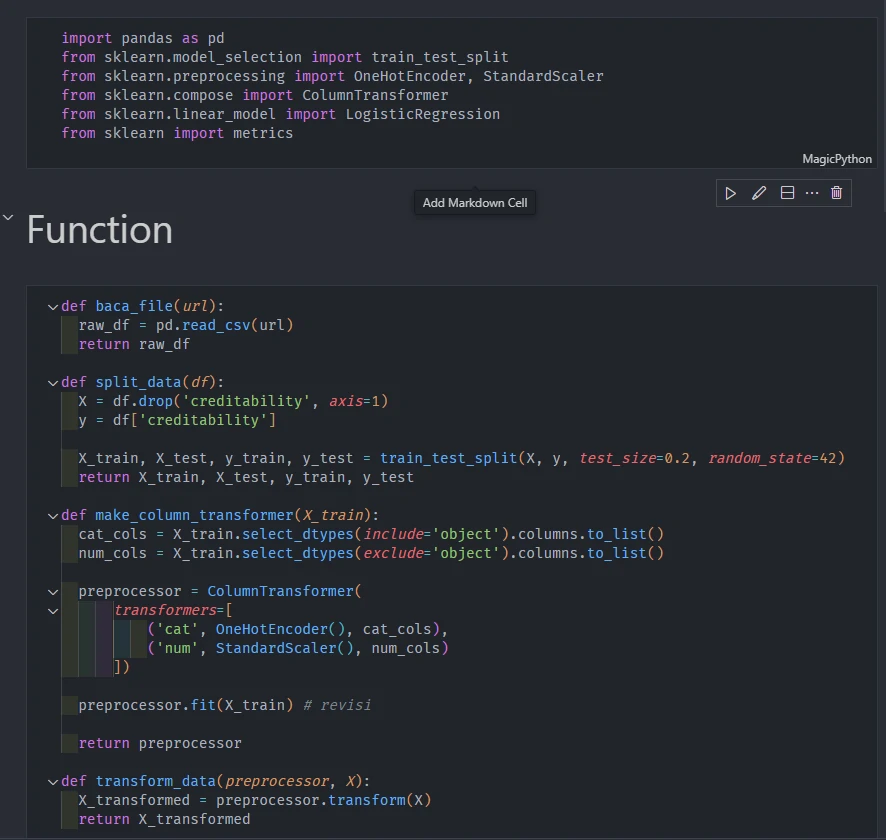 import pandas as pd
from sklearn.model_selection import train_test_split
from sklearn.preprocessing import OneHotEncoder, StandardScaler
from sklearn.compose import ColumnTransformer
from sklearn.linear_model import LogisticRegression
from sklearn import metrics
MagicPython
Add Markdown Cell
Function
def baca_file(url):
    raw_df = pd.read_csv(url)
    return raw_df
def split_data(df):
    X = df.drop('creditability', axis=1)
    y = df['creditability']
    X_train, X_test, y_train, y_test = train_test_split(X, y, test_size=0.2, random_state=42)
    return X_train, X_test, y_train, y_test
def make_column_transformer(X_train):
    cat_cols = X_train.select_dtypes(include='object').columns.to_list()
    num_cols = X_train.select_dtypes(exclude='object').columns.to_list()
    preprocessor = ColumnTransformer(
        transformers=[
            ('cat', OneHotEncoder(), cat_cols),
            ('num', StandardScaler(), num_cols)
        ])
    preprocessor.fit(X_train) # revisi
    return preprocessor
def transform_data(preprocessor, X):
    X_transformed = preprocessor.transform(X)
    return X_transformed